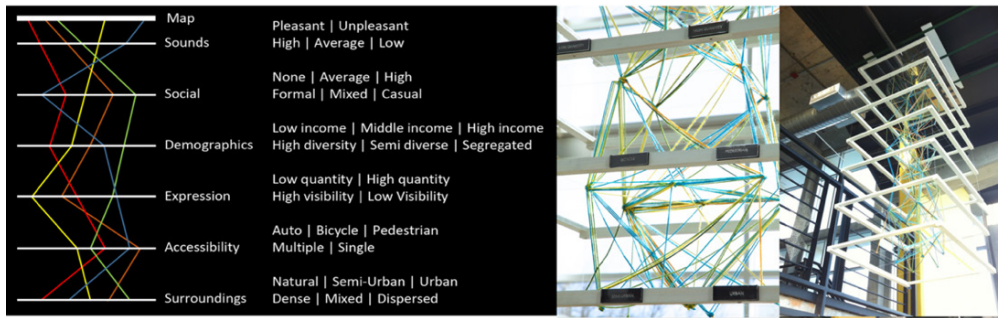 Map
Pleasant | Unpleasant
Sounds
High | Average | Low
None | Average | High
Social
Formal | Mixed | Casual
Low income | Middle income | High income
Demographics
High diversity | Semi diverse | Segregated
Low quantity | High quantity
Expression
High visibility | Low Visibility
Auto | Bicycle | Pedestrian
Accessibility
Multiple | Single
Natural | Semi-Urban | Urban
Surroundings
Dense | Mixed | Dispersed